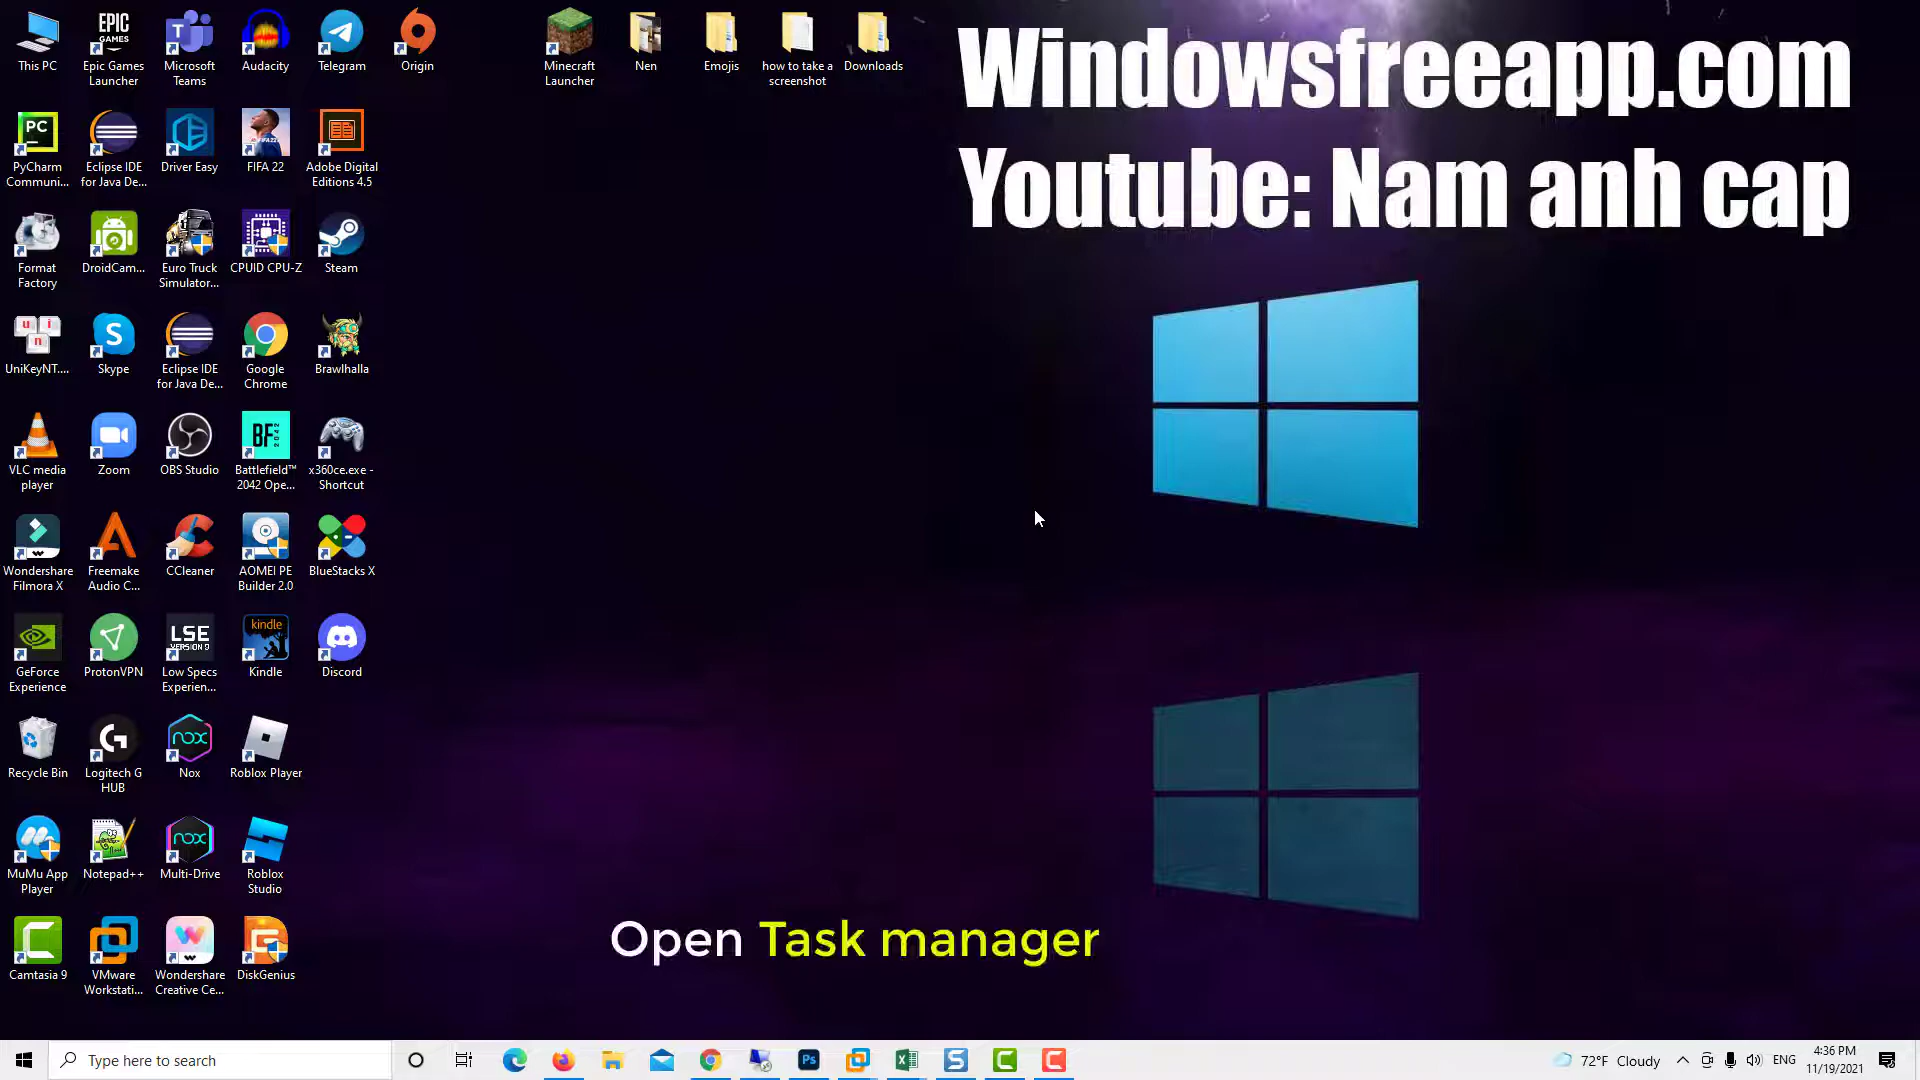 Windowsfreeapp.com
Youtube: Nam anh cap
This PC
Epic Games
Launcher
Microsoft
Teams
Audacity
Telegram
Origin
Minecraft
Launcher
Nen
Emojis
how to take a
screenshot
Downloads
PyCharm
Communi...
Eclipse IDE
for Java De...
Driver Easy
FIFA 22
Adobe Digital
Editions 4.5
Format
Factory
DroidCam...
Euro Truck
Simulator...
CPUID CPU-Z
Steam
UniKeyNT....
Skype
Eclipse IDE
for Java De...
Google
Chrome
Brawlhalla
VLC media
player
Zoom
OBS Studio
Battlefield™
2042 Ope...
x360ce.exe -
Shortcut
Wondershare
Filmora X
Freemake
Audio C...
CCleaner
AOMEI PE
Builder 2.0
BlueStacks X
GeForce
Experience
ProtonVPN
LSE
VERSION 9
Low Specs
Experien...
kindle
Kindle
Discord
Recycle Bin
Logitech G
HUB
Nox
Roblox Player
MuMu App
Player
Notepad++
Multi-Drive
Roblox
Studio
Camtasia 9
VMware
Workstati...
Wondershare
Creative Ce...
DiskGenius
Open Task manager
Type here to search
72°F Cloudy
ENG
4:36 PM
11/19/2021